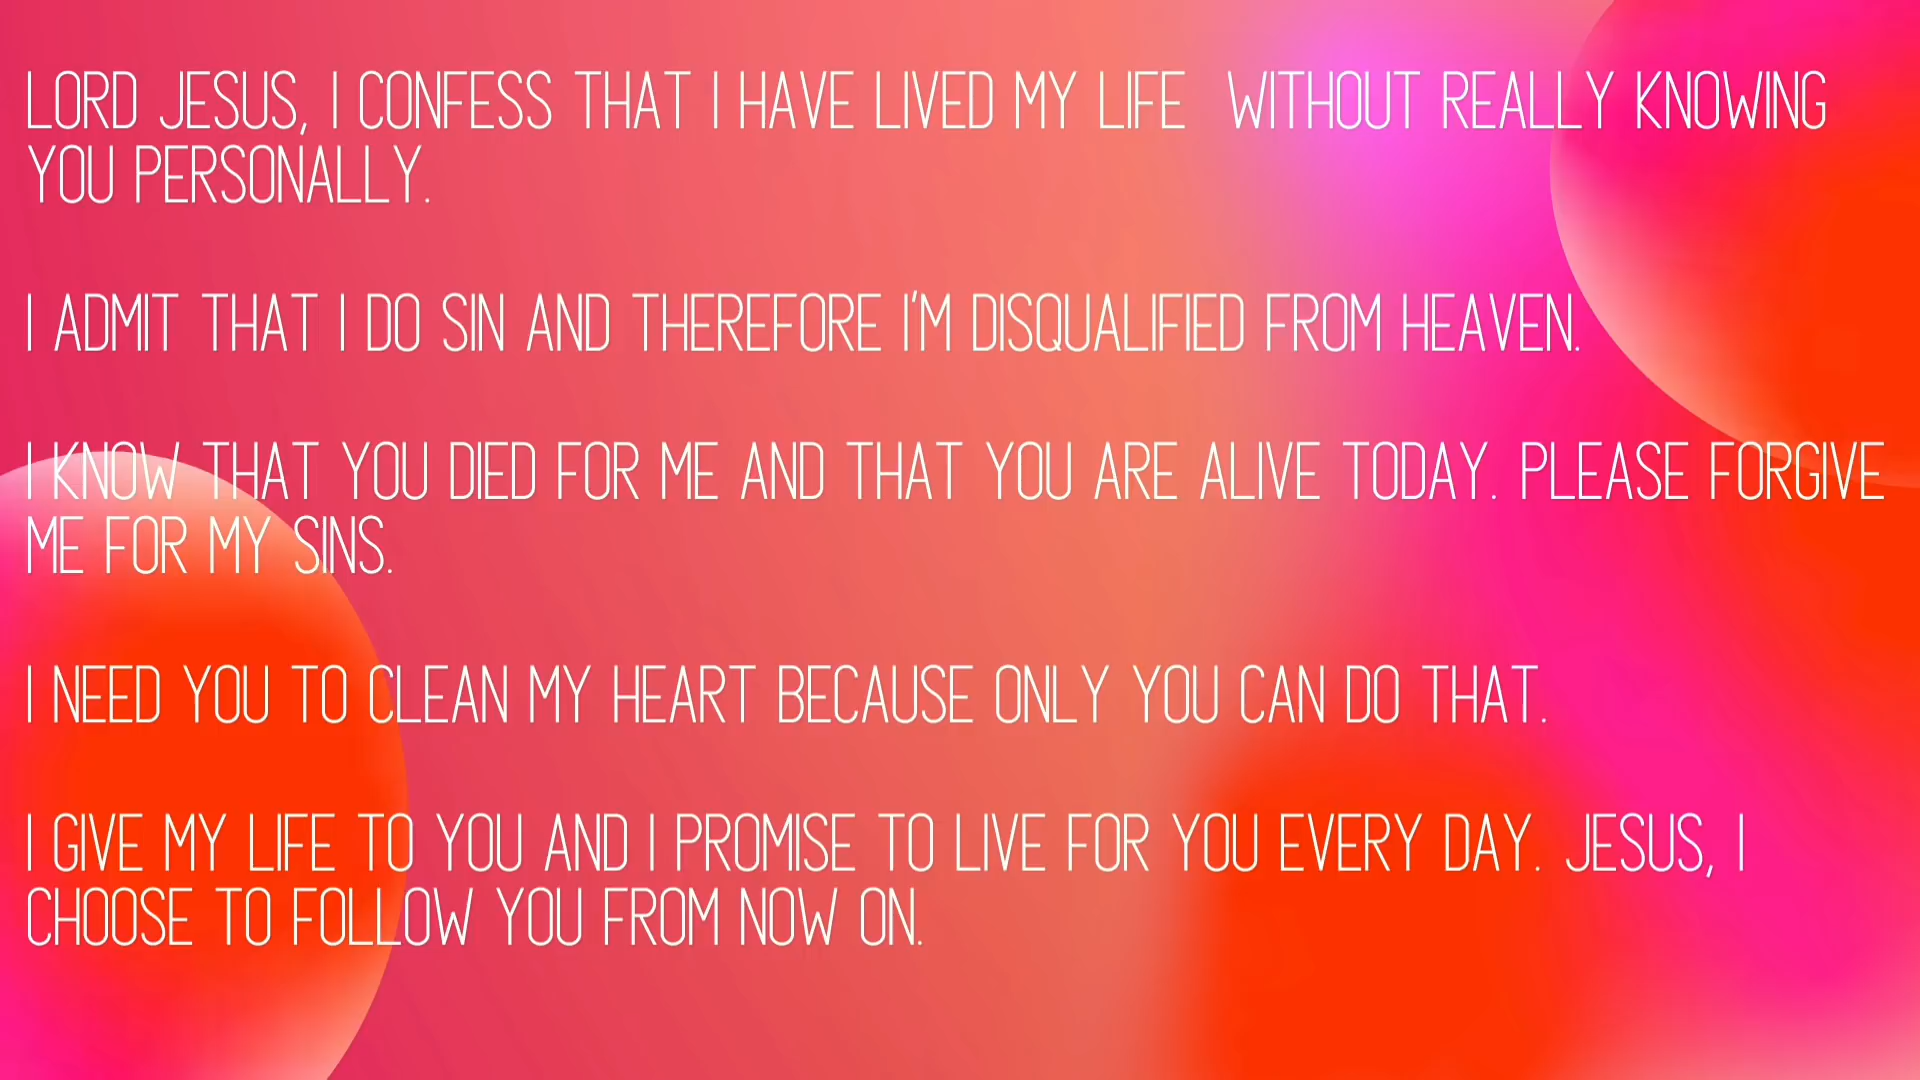 LORD JESUS, I CONFESS THAT I HAVE LIVED MY LIFE WITHOUT REALLY KNOWING
YOU PERSONALLY.
I ADMIT THAT I DO SIN AND THEREFORE I'M DISQUALIFIED FROM HEAVEN.
I KNOW THAT YOU DIED FOR ME AND THAT YOU ARE ALIVE TODAY. PLEASE FORGIVE
ME FOR MY SINS.
I NEED YOU TO CLEAN MY HEART BECAUSE ONLY YOU CAN DO THAT.
I GIVE MY LIFE TO YOU AND I PROMISE TO LIVE FOR YOU EVERY DAY. JESUS, I
CHOOSE TO FOLLOW YOU FROM NOW ON.